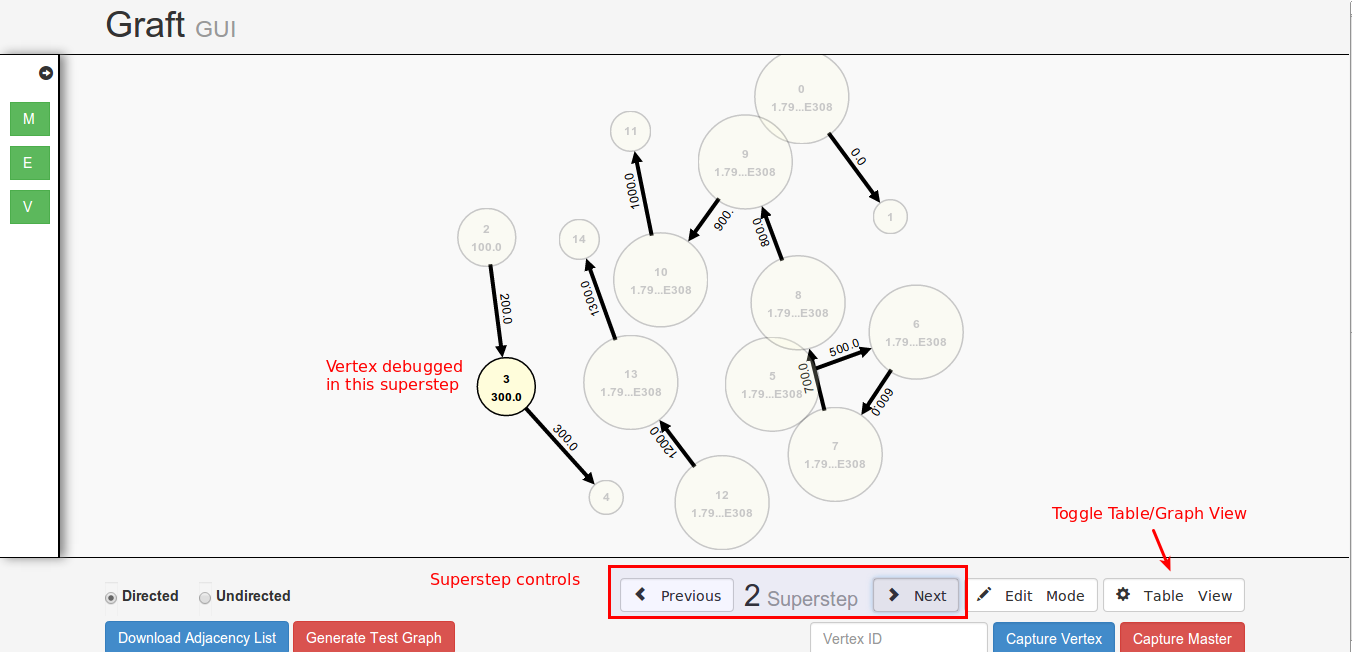 Graft GUI
M
E
V
0
1.79...E308
11
9
1.79...E308
0.0
1000.0
2
100.0
14
900.
800.0
1
10
1.79...E308
1300.0
200.0
8
1.79...E308
6
1.79...E308
500.0
Vertex debugged
in this superstep
3
300.0
13
1.79...E308
5
1.79...E308
700.0
600.0
300.0
1200.0
7
1.79...E308
4
12
1.79...E308
Toggle Table/Graph View
Superstep controls
Directed
Undirected
Previous
2 Superstep
Next
Edit Mode
Table View
Download Adjacency List
Generate Test Graph
Vertex ID
Capture Vertex
Capture Master